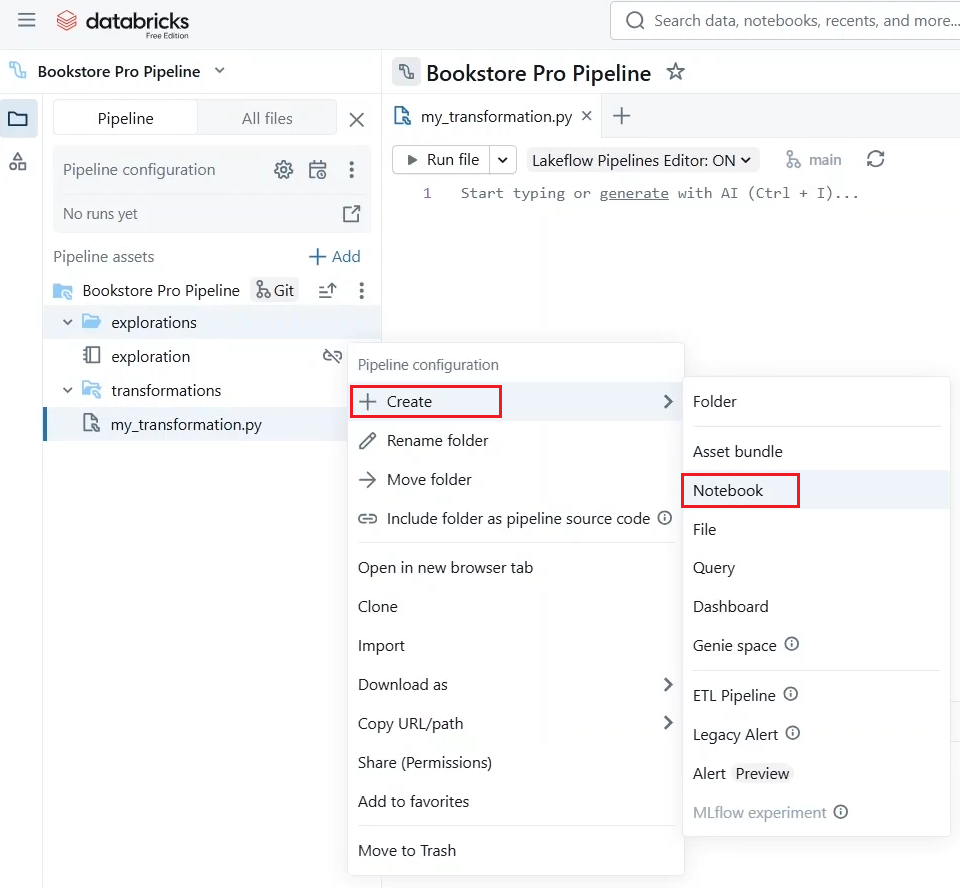 databricks
Free Edition
Search data, notebooks, recents, and more...
Bookstore Pro Pipeline
Bookstore Pro Pipeline
Pipeline
All files
my_transformation.py
Pipeline configuration
No runs yet
Run file
Lakeflow Pipelines Editor: ON
main
1 Start typing or generate with AI (Ctrl + I)...
Pipeline assets
Add
Bookstore Pro Pipeline
Git
explorations
exploration
transformations
my_transformation.py
Pipeline configuration
Create
Rename folder
Move folder
Include folder as pipeline source code
Open in new browser tab
Clone
Import
Download as
Copy URL/path
Share (Permissions)
Add to favorites
Move to Trash
Folder
Asset bundle
Notebook
File
Query
Dashboard
Genie space
ETL Pipeline
Legacy Alert
Alert Preview
MLflow experiment